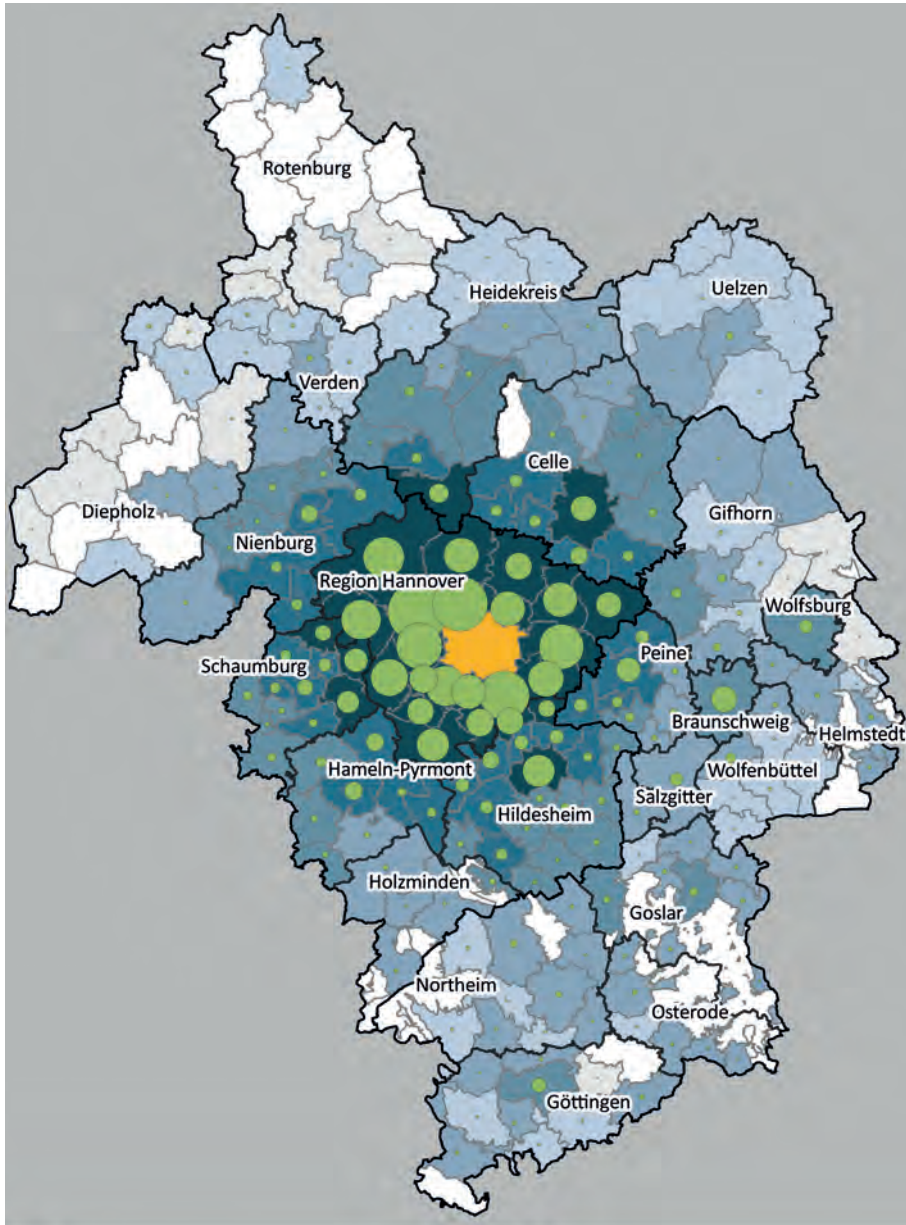 Rotenburg
Heidekreis
Uelzen
Verden
Celle
Diepholz
Gifhorn
Nienburg
Region Hannover
Wolfsburg
Peine
Schaumburg
Braunschweig
Helmstedt
Hameln-Pyrmont
Wolfenbüttel
Salzgitter
Hildesheim
Holzminden
Goslar
Northeim
Osterode
Göttingen